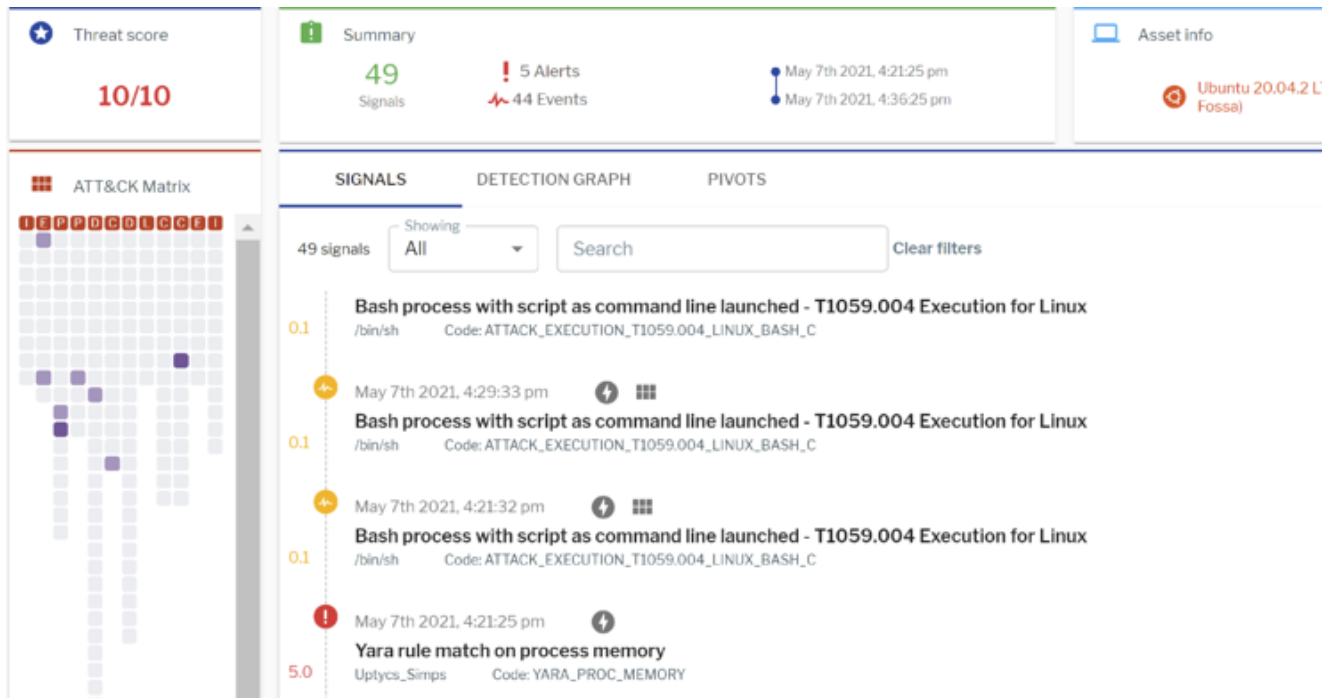 Threat score
10/10
Summary
49
Signals
5 Alerts
44 Events
May 7th 2021, 4:21:25 pm
May 7th 2021, 4:36:25 pm
Asset info
Ubuntu 20.04.2 LT
Fossa)
ATT&CK Matrix
I E P P D C D L C C E I
SIGNALS DETECTION GRAPH PIVOTS
49 signals
Showing
All
Search
Clear filters
Bash process with script as command line launched - T1059.004 Execution for Linux
0.1
/bin/sh Code: ATTACK_EXECUTION_T1059.004_LINUX_BASH_C
May 7th 2021, 4:29:33 pm
Bash process with script as command line launched - T1059.004 Execution for Linux
0.1
/bin/sh Code: ATTACK_EXECUTION_T1059.004_LINUX_BASH_C
May 7th 2021, 4:21:32 pm
Bash process with script as command line launched - T1059.004 Execution for Linux
0.1
/bin/sh Code: ATTACK_EXECUTION_T1059.004_LINUX_BASH_C
May 7th 2021, 4:21:25 pm
Yara rule match on process memory
5.0
Uptycs_Simps Code: YARA_PROC_MEMORY